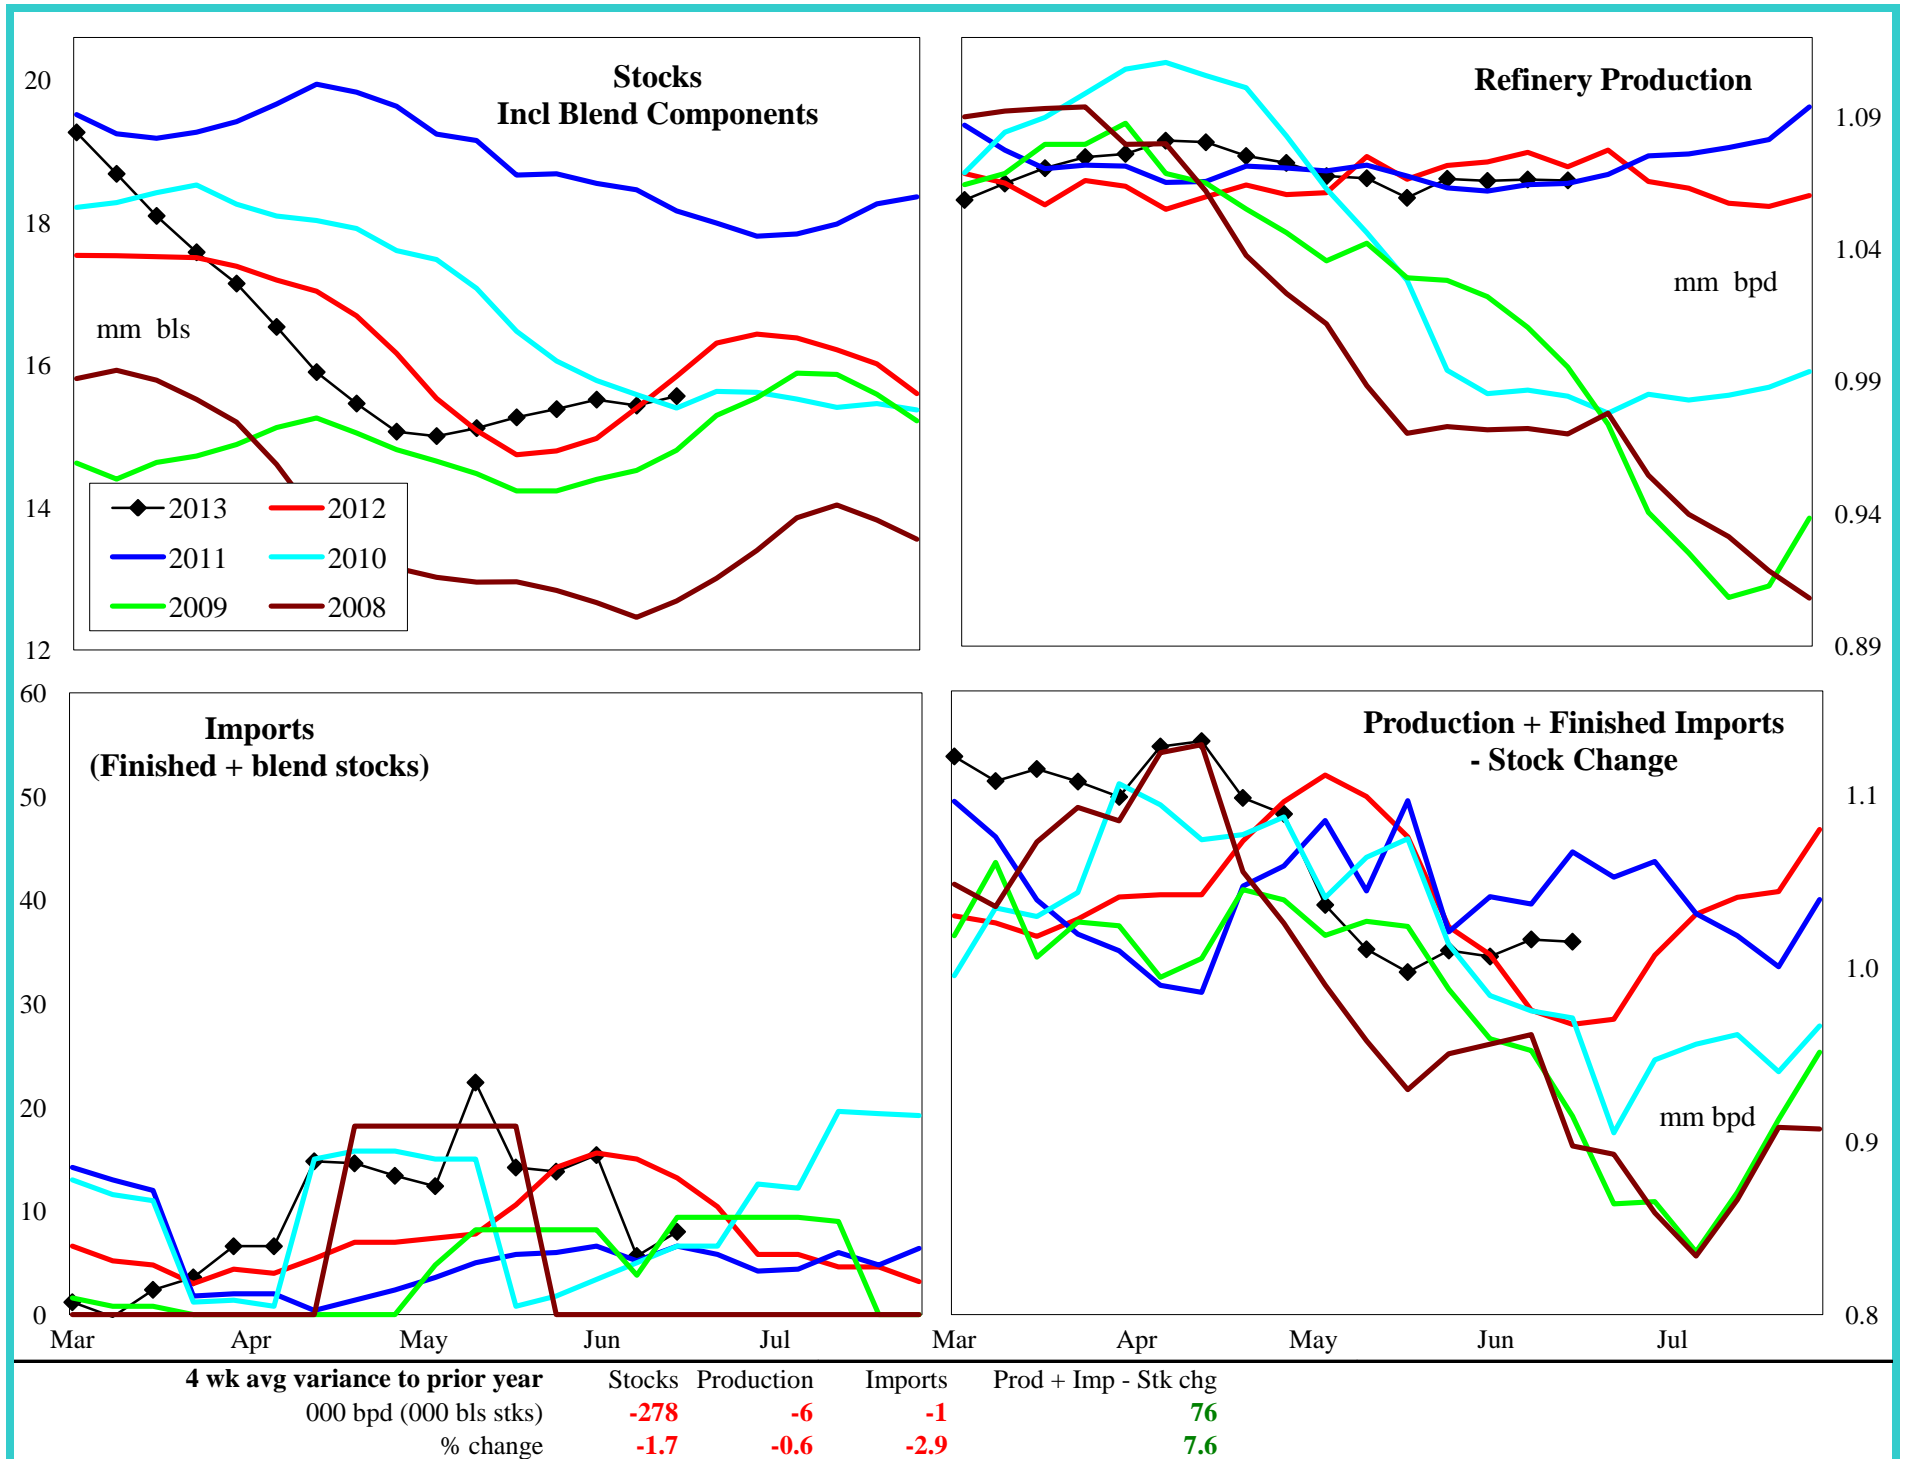 Stocks
Incl Blend Components
20
18
16
14
12
mm bls
2013
2012
2011
2010
2009
2008
Refinery Production
1.09
1.04
0.99
0.94
0.89
mm bpd
Imports
(Finished + blend stocks)
60
50
40
30
20
10
0
Mar Apr May Jun Jul
Production + Finished Imports
- Stock Change
1.1
1.0
0.9
0.8
mm bpd
Mar Apr May Jun Jul
4 wk avg variance to prior year Stocks Production Imports Prod + Imp - Stk chg
000 bpd (000 bls stks) -278 -6 -1 76
% change -1.7 -0.6 -2.9 7.6